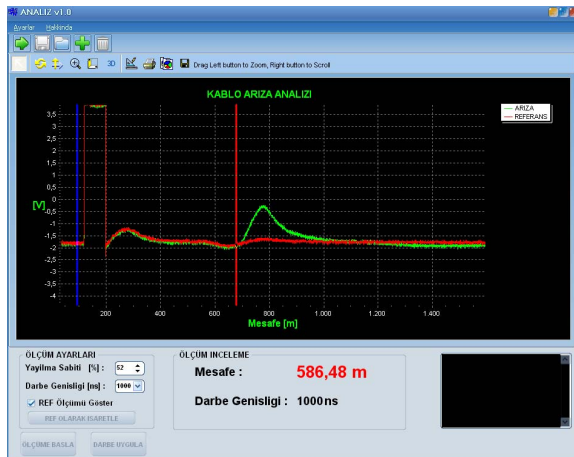 ANALIZ v1.0
Ayarlar Hakkinda
3D
Drag Left button to Zoom, Right button to Scroll
KABLO ARIZA ANALIZI
ARIZA
REFERANS
[V]
3,5
3
2,5
2
1,5
1
0,5
0
-0,5
-1
-1,5
-2
-2,5
-3
-3,5
-4
200 400 600 800 1.000 1.200 1.400
Mesafe [m]
ÖLÇÜM AYARLARI
Yayilma Sabiti [%] : 52
Darbe Genisligi [ns] : 1000
REF Ölçümü Göster
REF OLARAK ISARETLE
ÖLÇÜME BASLA DARBE UYGULA
ÖLÇÜM INCELEME
Mesafe : 586,48 m
Darbe Genisligi : 1000 ns